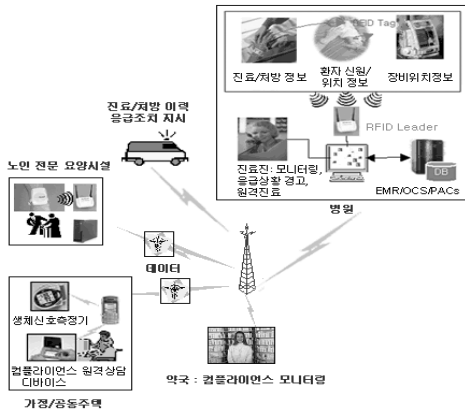 RFID Tag
진료/처방 정보
환자 신원/
위치 정보
장비위치정보
RFID Leader
진료진: 모니터링,
응급상황 경고,
원격진료
DB
EMR/OCS/PACs
병원
진료/처방 이력
응급조치 지시
노인 전문 요양시설
데이터
생체신호측정기
컴플라이언스
디바이스
원격상담
가정/공동주택
약국 : 컴플라이언스 모니터링